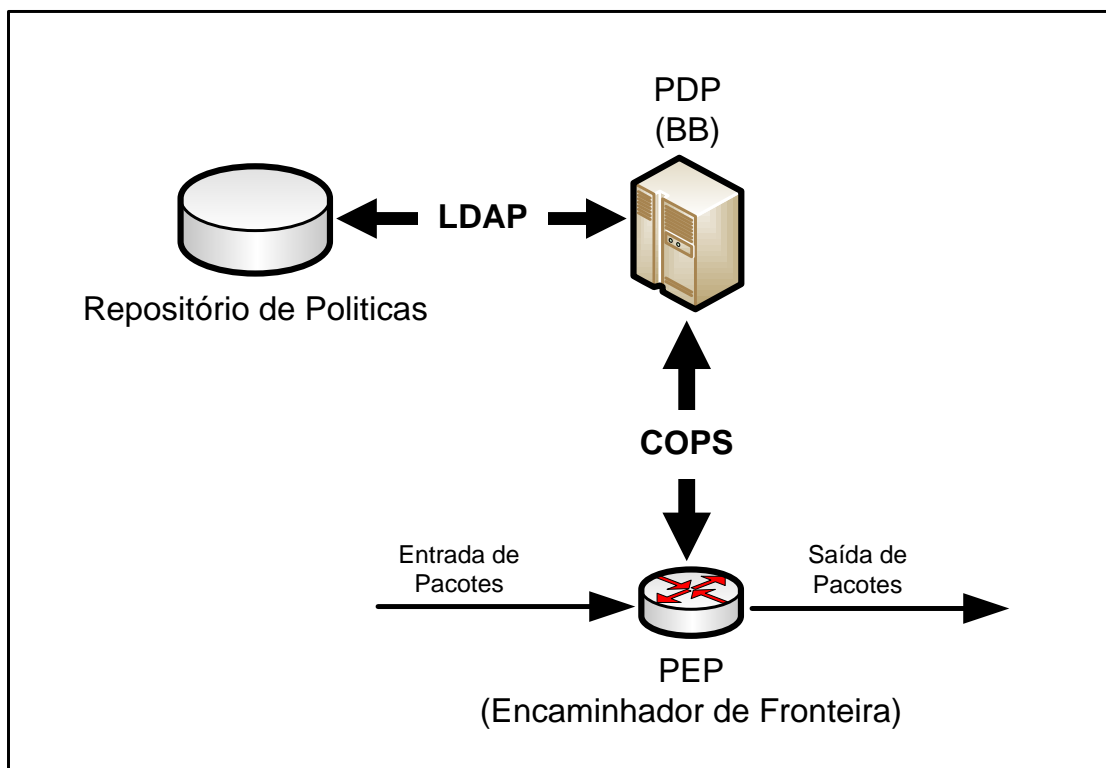 PDP
(BB)
LDAP
Repositório de Politicas
COPS
Entrada de
Pacotes
Saída de
Pacotes
PEP
(Encaminhador de Fronteira)